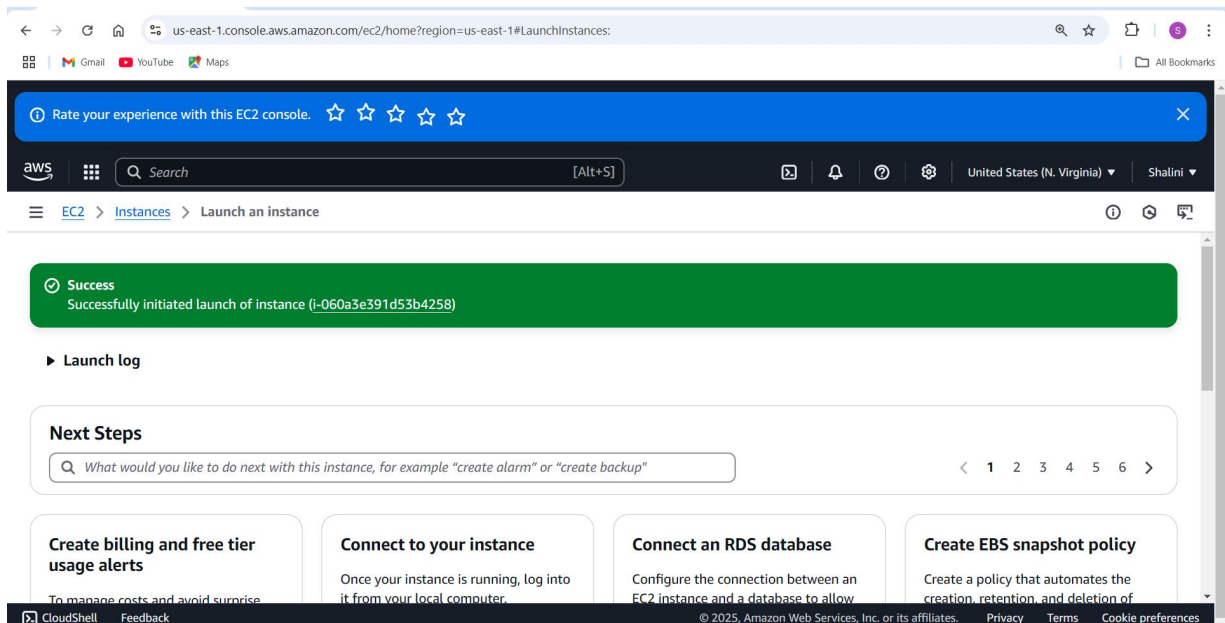 us-east-1.console.aws.amazon.com/ec2/home?region=us-east-1#LaunchInstances:
S
Gmail YouTube Maps All Bookmarks
Rate your experience with this EC2 console.
aws Search [Alt+S] United States (N. Virginia) Shalini
EC2 > Instances > Launch an instance
Success
Successfully initiated launch of instance (i-060a3e391d53b4258)
Launch log
Next Steps
What would you like to do next with this instance, for example “create alarm” or “create backup”
1 2 3 4 5 6
Create billing and free tier
usage alerts
To manage costs and avoid surprise
Connect to your instance
Once your instance is running, log into
it from your local computer.
Connect an RDS database
Configure the connection between an
EC2 instance and a database to allow
Create EBS snapshot policy
Create a policy that automates the
creation, retention, and deletion of
CloudShell Feedback © 2025, Amazon Web Services, Inc. or its affiliates. Privacy Terms Cookie preferences